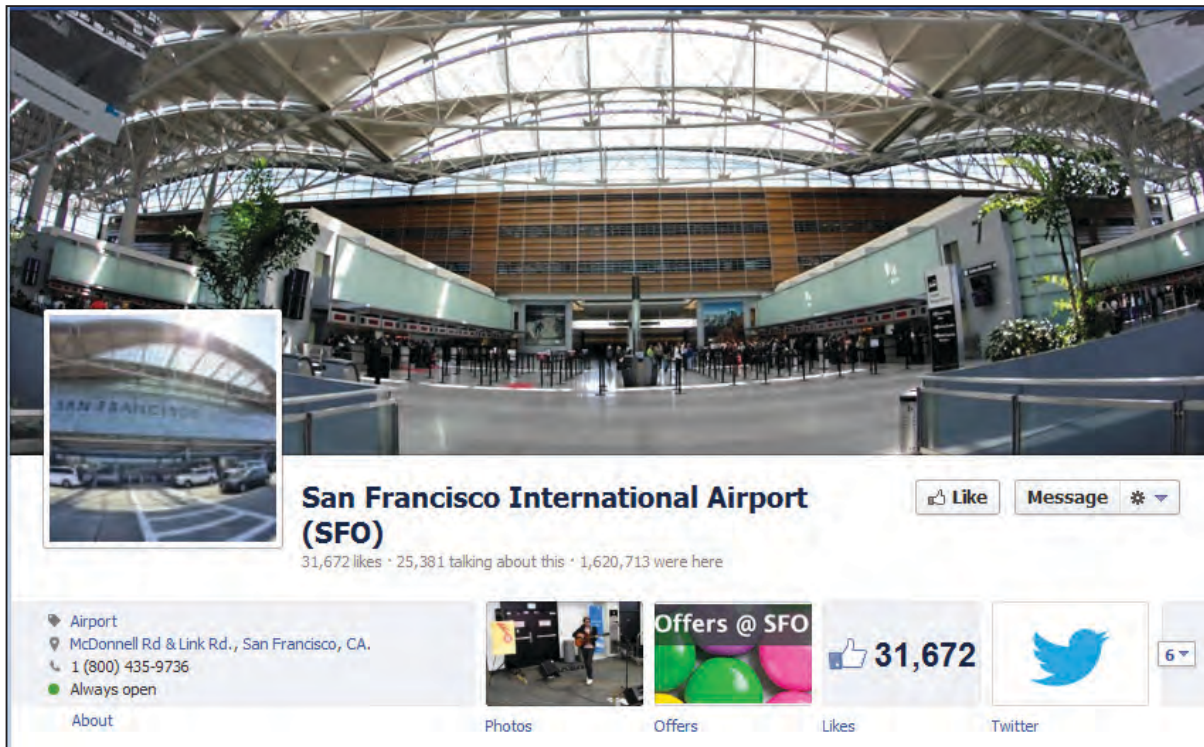 SAN FRANCISCO
San Francisco International Airport
(SFO)
31,672 likes · 25,381 talking about this · 1,620,713 were here
Like
Message
Airport
McDonnell Rd & Link Rd., San Francisco, CA.
1 (800) 435-9736
Always open
About
Offers @ SFO
31,672
6
Photos
Offers
Likes
Twitter